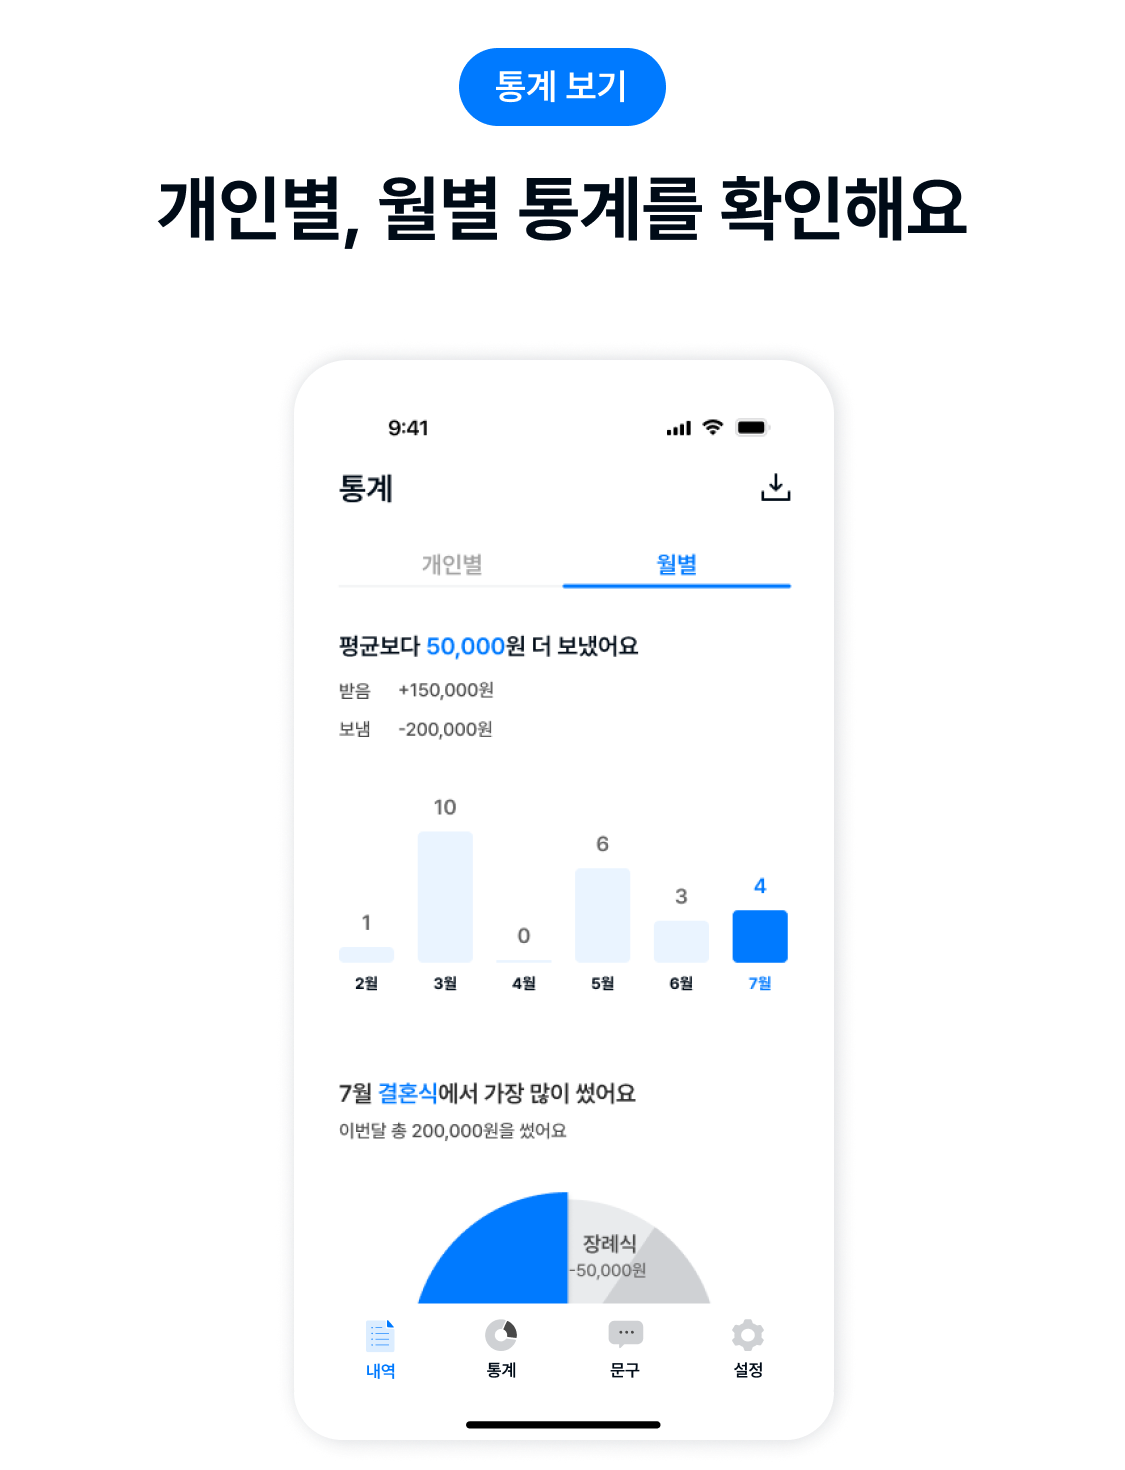 통계 보기
개인별, 월별 통계를 확인해요
9:41
통계
개인별 월별
평균보다 50,000원 더 보냈어요
받음 +150,000원
보냄 -200,000원
1 10 0 6 3 4
2월 3월 4월 5월 6월 7월
7월 결혼식에서 가장 많이 썼어요
이번달 총 200,000원을 썼어요
장례식
-50,000원
내역 통계 문구 설정